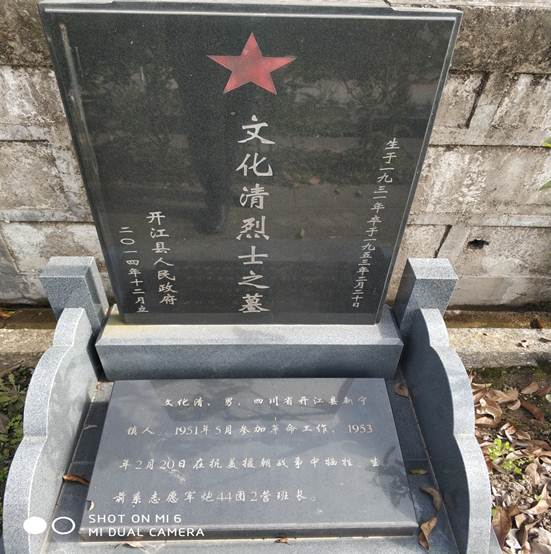 生于一九三一年 卒于一九五三年二月二十日
文化清烈士之墓
开江县人民政府
二〇一四年十二月立
文化清，男，四川省开江县新宁
镇人，1951年5月参加革命工作，1953
年2月20日在抗美援朝战争中牺牲，生
前系志愿军炮44团2营班长。
SHOT ON MI 6
MI DUAL CAMERA